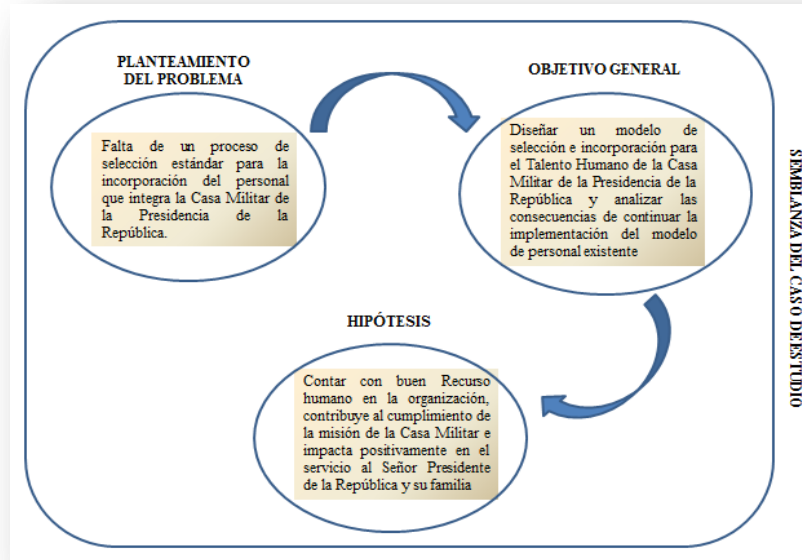 PLANTEAMIENTO
DEL PROBLEMA
Falta de un proceso de
selección estándar para la
incorporación del personal
que integra la Casa Militar de
la Presidencia de la
República.
OBJETIVO GENERAL
Diseñar un modelo de
selección e incorporación para
el Talento Humano de la Casa
Militar de la Presidencia de la
República y analizar las
consecuencias de continuar la
implementación del modelo
de personal existente
HIPÓTESIS
Contar con buen Recurso
humano en la organización,
contribuye al cumplimiento de
la misión de la Casa Militar e
impacta positivamente en el
servicio al Señor Presidente
de la República y su familia
SEMBLANZA DEL CASO DE ESTUDIO